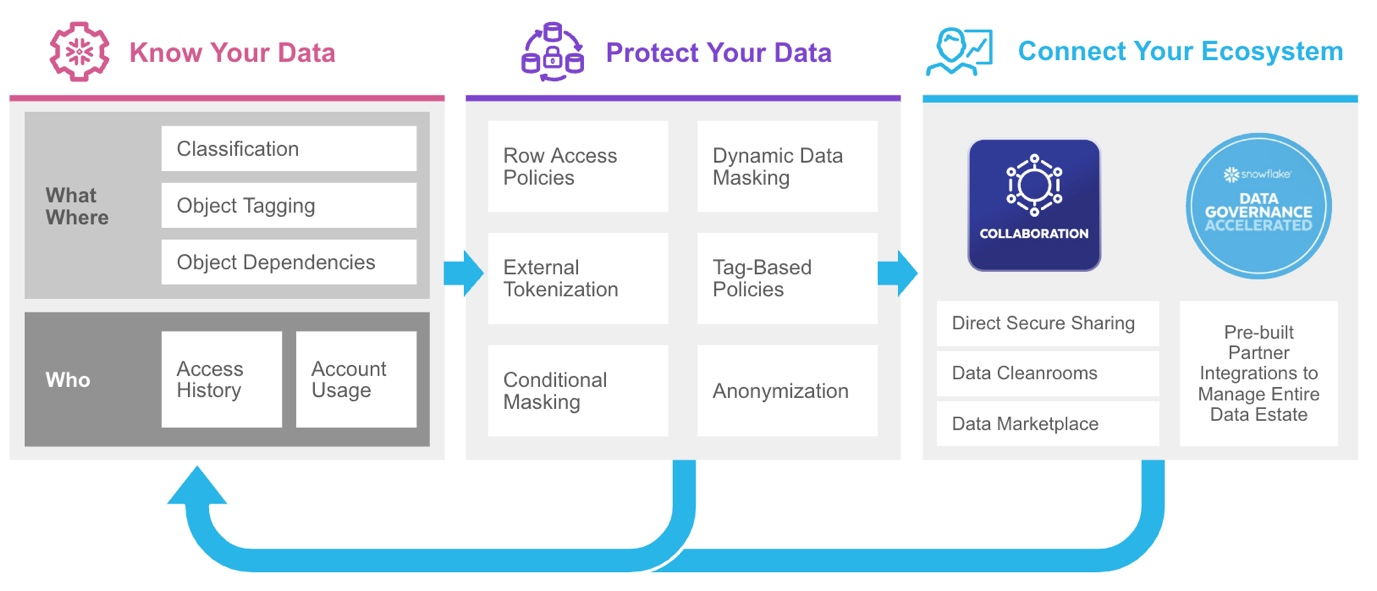 Know Your Data
Protect Your Data
Connect Your Ecosystem
What
Where
Classification
Object Tagging
Object Dependencies
Who
Access
History
Account
Usage
Row Access
Policies
Dynamic Data
Masking
External
Tokenization
Tag-Based
Policies
Conditional
Masking
Anonymization
COLLABORATION
snowflake
DATA
GOVERNANCE
ACCELERATED
Direct Secure Sharing
Data Cleanrooms
Data Marketplace
Pre-built
Partner
Integrations to
Manage Entire
Data Estate